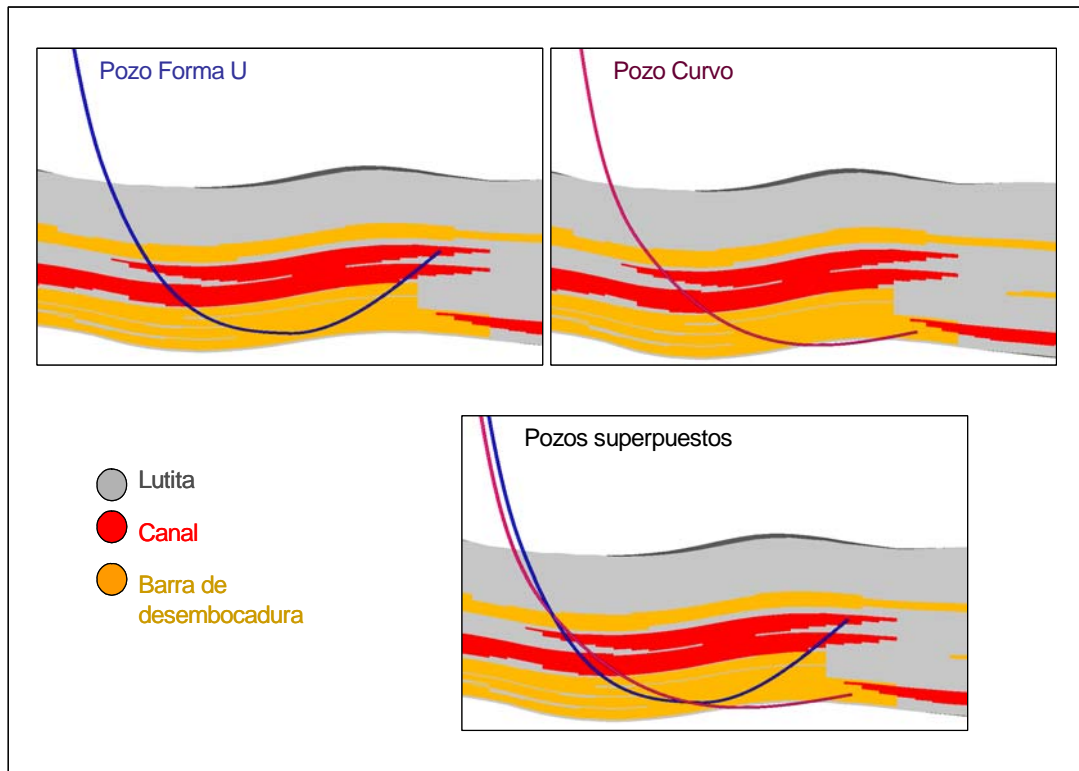 Pozo Forma U
Pozo Curvo
Pozos superpuestos
Lutita
Canal
Barra de
desembocadura